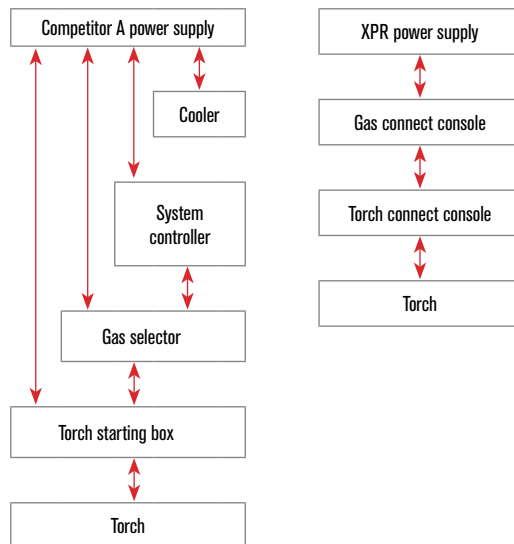 Competitor A power supply
Cooler
System
controller
Gas selector
Torch starting box
Torch
XPR power supply
Gas connect console
Torch connect console
Torch